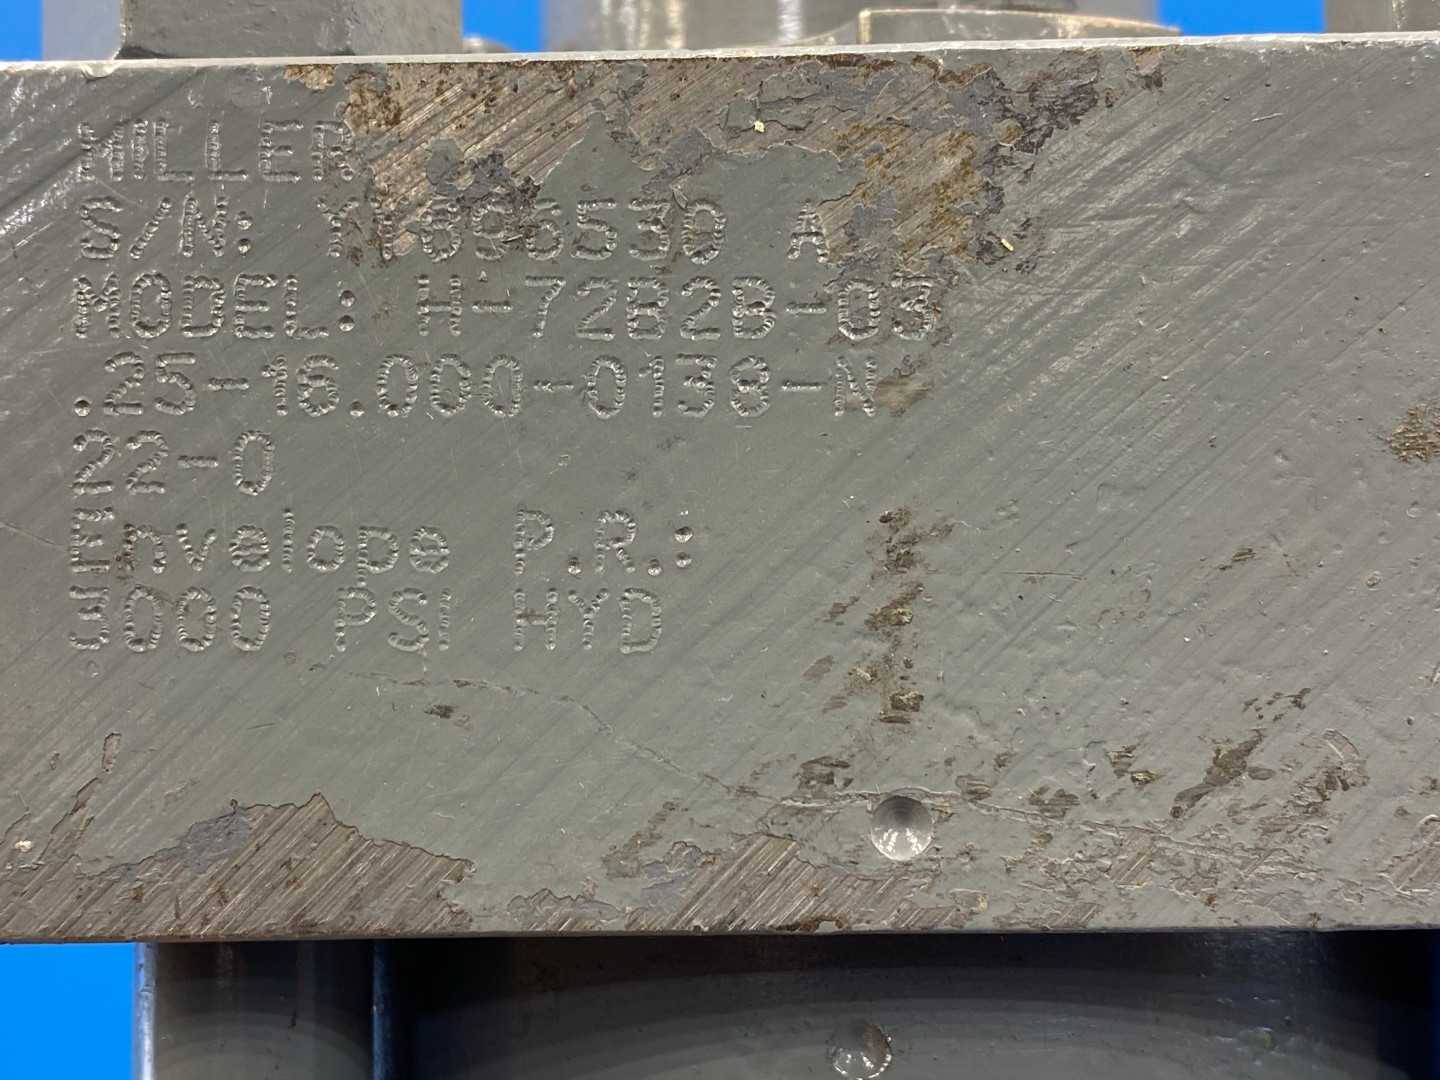 MILLER
S/N: Y1896530 A
MODEL: H-72B2B-03
.25-16.000-0138-N
22-0
Envelope P.R.:
3000 PSI HYD